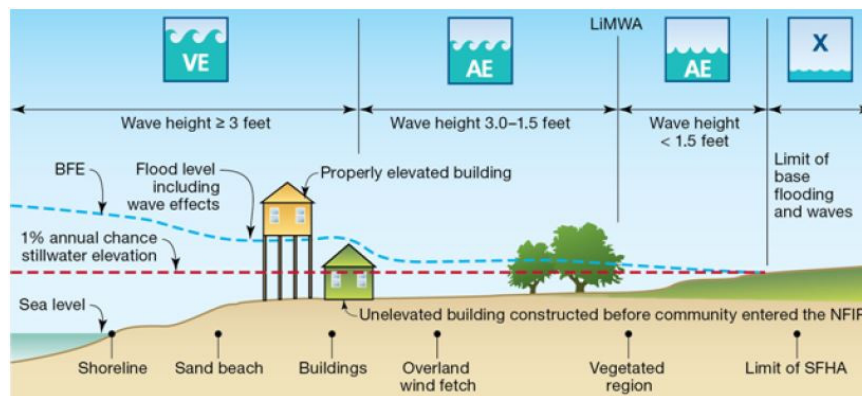 VE
AE
LiMWA
AE
X
Wave height ≥ 3 feet
Wave height 3.0–1.5 feet
Wave height
< 1.5 feet
Limit of
base
flooding
and waves
BFE
Flood level
including
wave effects
Properly elevated building
1% annual chance
stillwater elevation
Sea level
Unelevated building constructed before community entered the NFIP
Shoreline
Sand beach
Buildings
Overland
wind fetch
Vegetated
region
Limit of SFHA